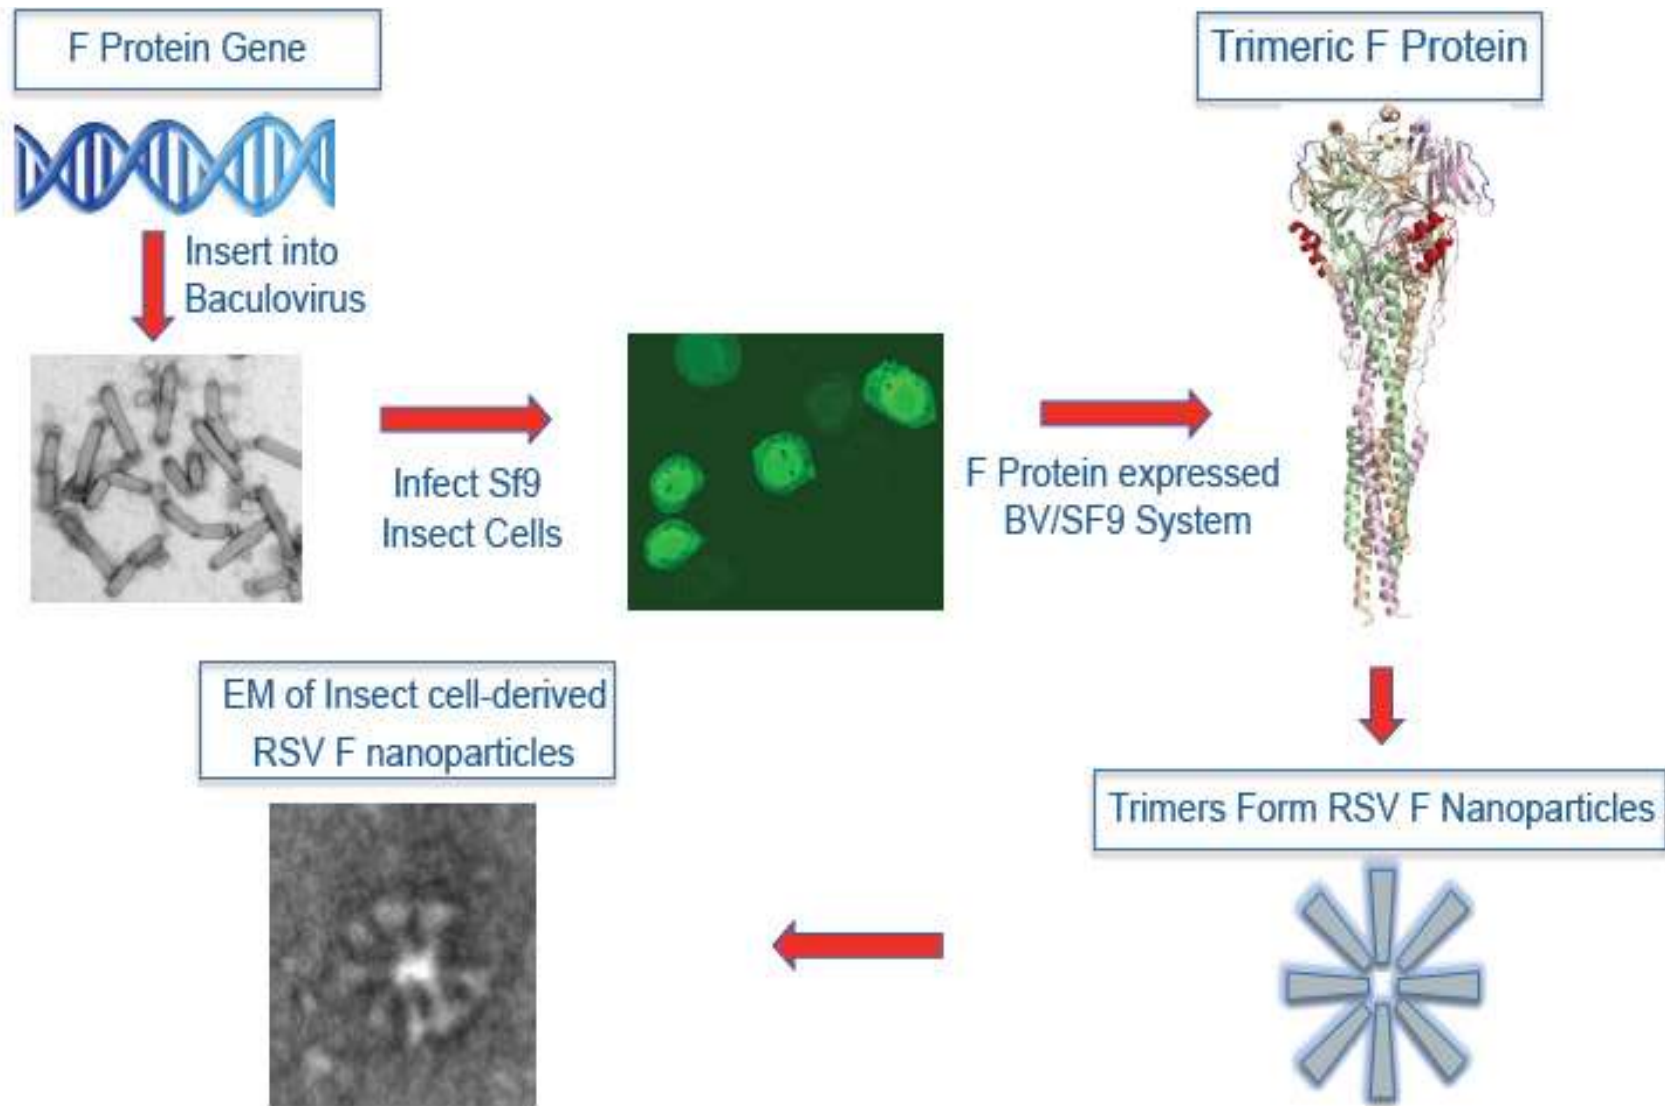 F Protein Gene
Trimeric F Protein
Insert into
Baculovirus
Infect Sf9
Insect Cells
F Protein expressed
BV/SF9 System
EM of Insect cell-derived
RSV F nanoparticles
Trimers Form RSV F Nanoparticles